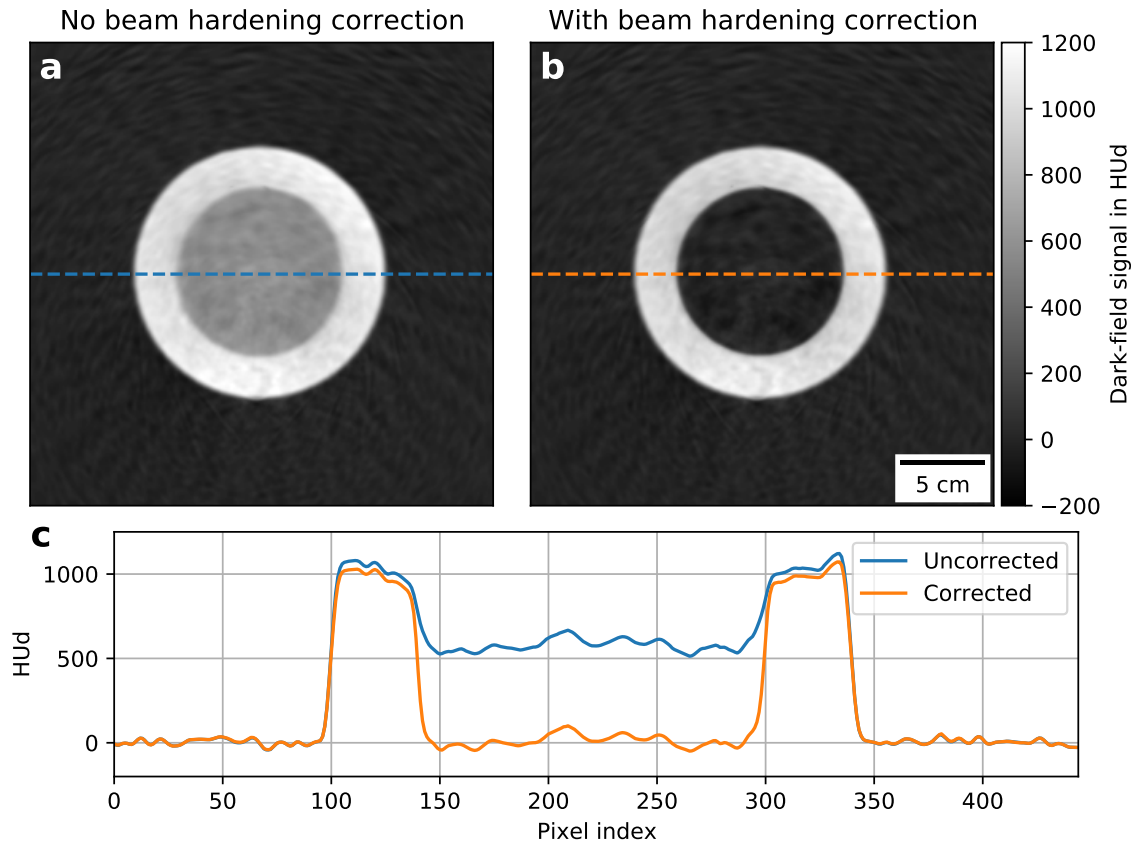 No beam hardening correction
With beam hardening correction
a
b
1200
1000
800
600
400
200
0
−200
Dark-field signal in HUd
5 cm
c
1000
500
0
HUd
Uncorrected
Corrected
0 50 100 150 200 250 300 350 400
Pixel index